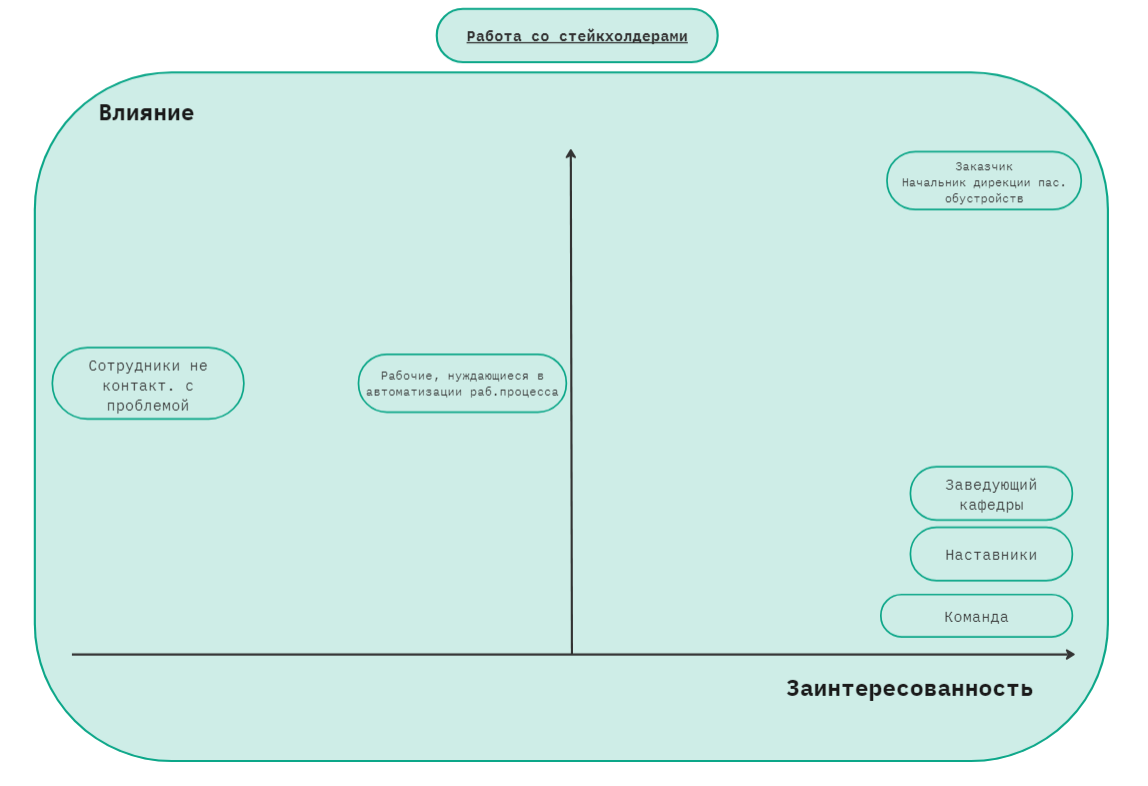 Работа со стейкхолдерами
Влияние
Заказчик
Начальник дирекции пас.
обустройств
Сотрудники не
контакт. с
проблемой
Рабочие, нуждающиеся в
автоматизации раб.процесса
Заведующий
кафедры
Наставники
Команда
Заинтересованность